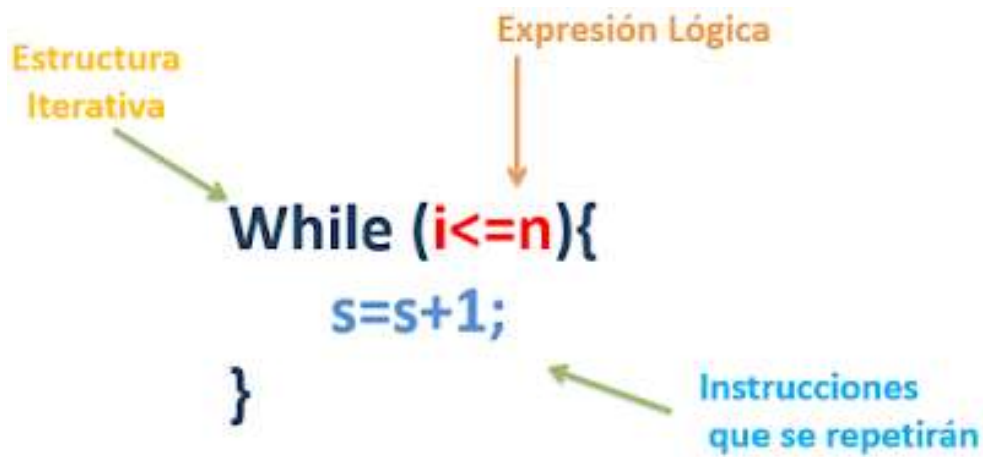 Expresión Lógica
Estructura
Iterativa
While (i<=n){
s=s+1;
}
Instrucciones
que se repetirán